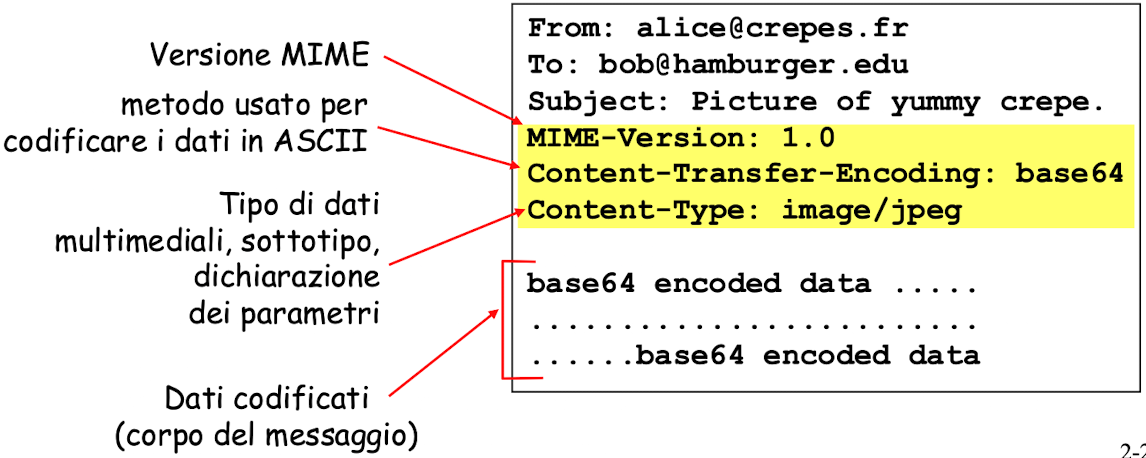 Versione MIME
metodo usato per
codificare i dati in ASCII
Tipo di dati
multimediali, sottotipo,
dichiarazione
dei parametri
Dati codificati
(corpo del messaggio)
From: alice@crepes.fr
To: bob@hamburger.edu
Subject: Picture of yummy crepe.
MIME-Version: 1.0
Content-Transfer-Encoding: base64
Content-Type: image/jpeg
base64 encoded data .....
.........................
......base64 encoded data